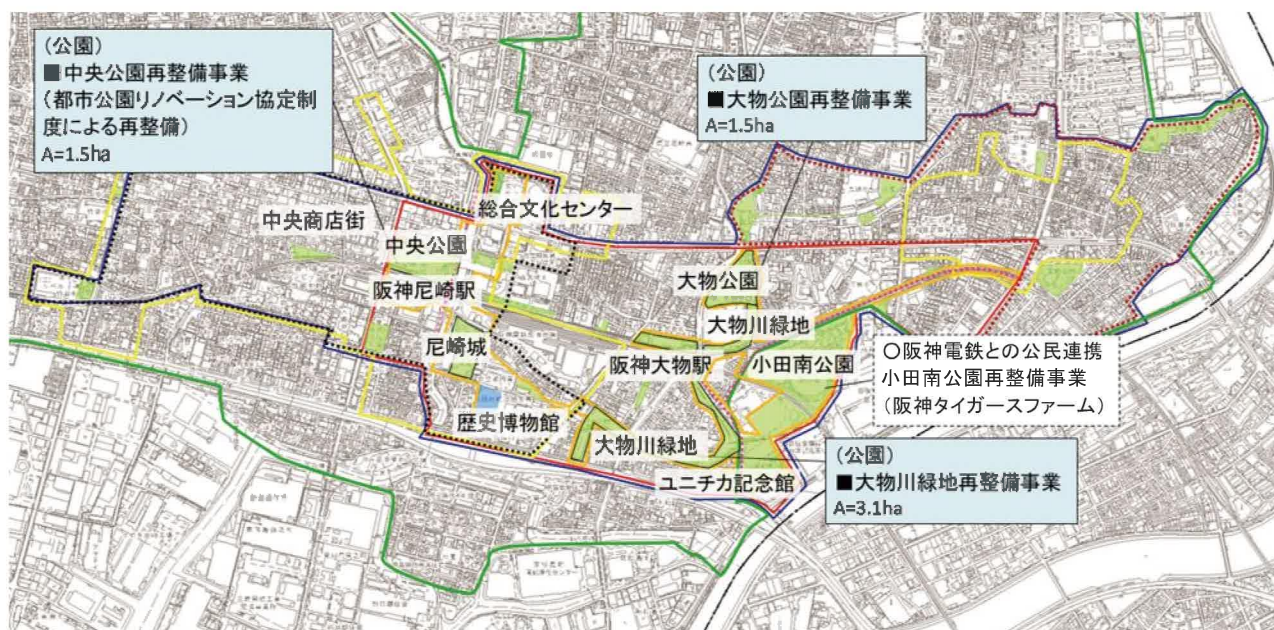 (公園)
■中央公園再整備事業
(都市公園リノベーション協定制
度による再整備)
A=1.5ha
(公園)
■大物公園再整備事業
A=1.5ha
総合文化センター
中央商店街
中央公園
大物公園
阪神尼崎駅
大物川緑地
尼崎城
阪神大物駅
小田南公園
○阪神電鉄との公民連携
小田南公園再整備事業
(阪神タイガースファーム)
歴史博物館
大物川緑地
ユニチカ記念館
(公園)
■大物川緑地再整備事業
A=3.1ha